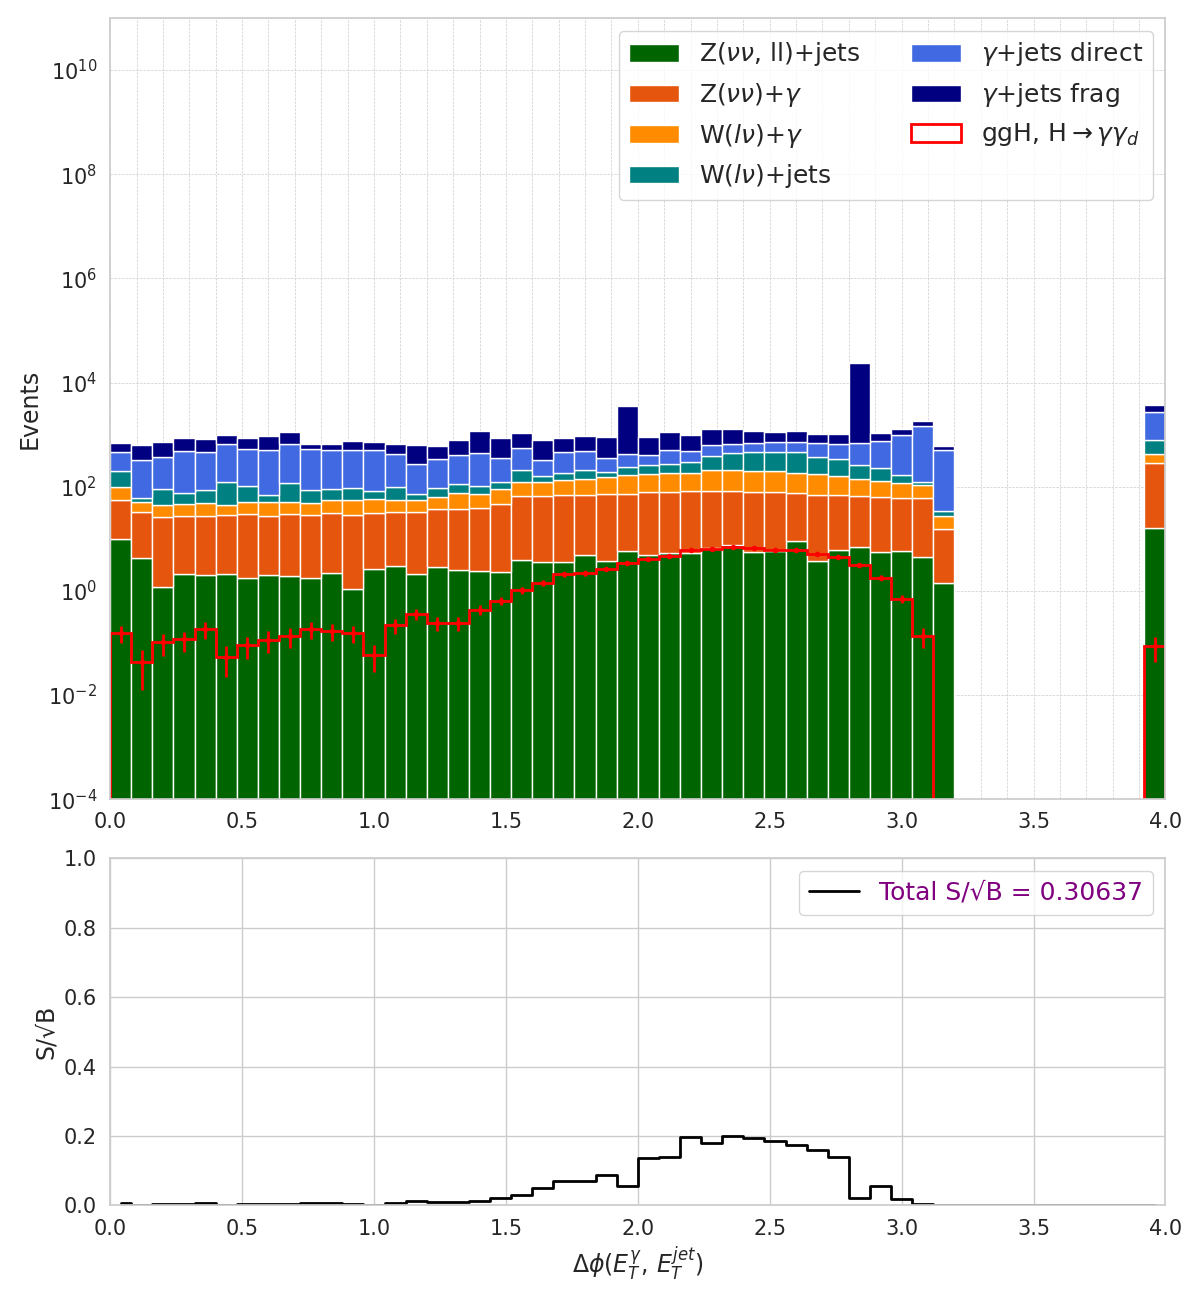 Z(νν, ll)+jets
Z(νν)+γ
W(lν)+γ
W(lν)+jets
γ+jets direct
γ+jets frag
ggH, H→γγ_d
Events
10^10
10^8
10^6
10^4
10^2
10^0
10^−2
10^−4
0.0 0.5 1.0 1.5 2.0 2.5 3.0 3.5 4.0
Total S/√B = 0.30637
S/√B
1.0
0.8
0.6
0.4
0.2
0.0
0.0 0.5 1.0 1.5 2.0 2.5 3.0 3.5 4.0
Δϕ(E_T^γ, E_T^jet)